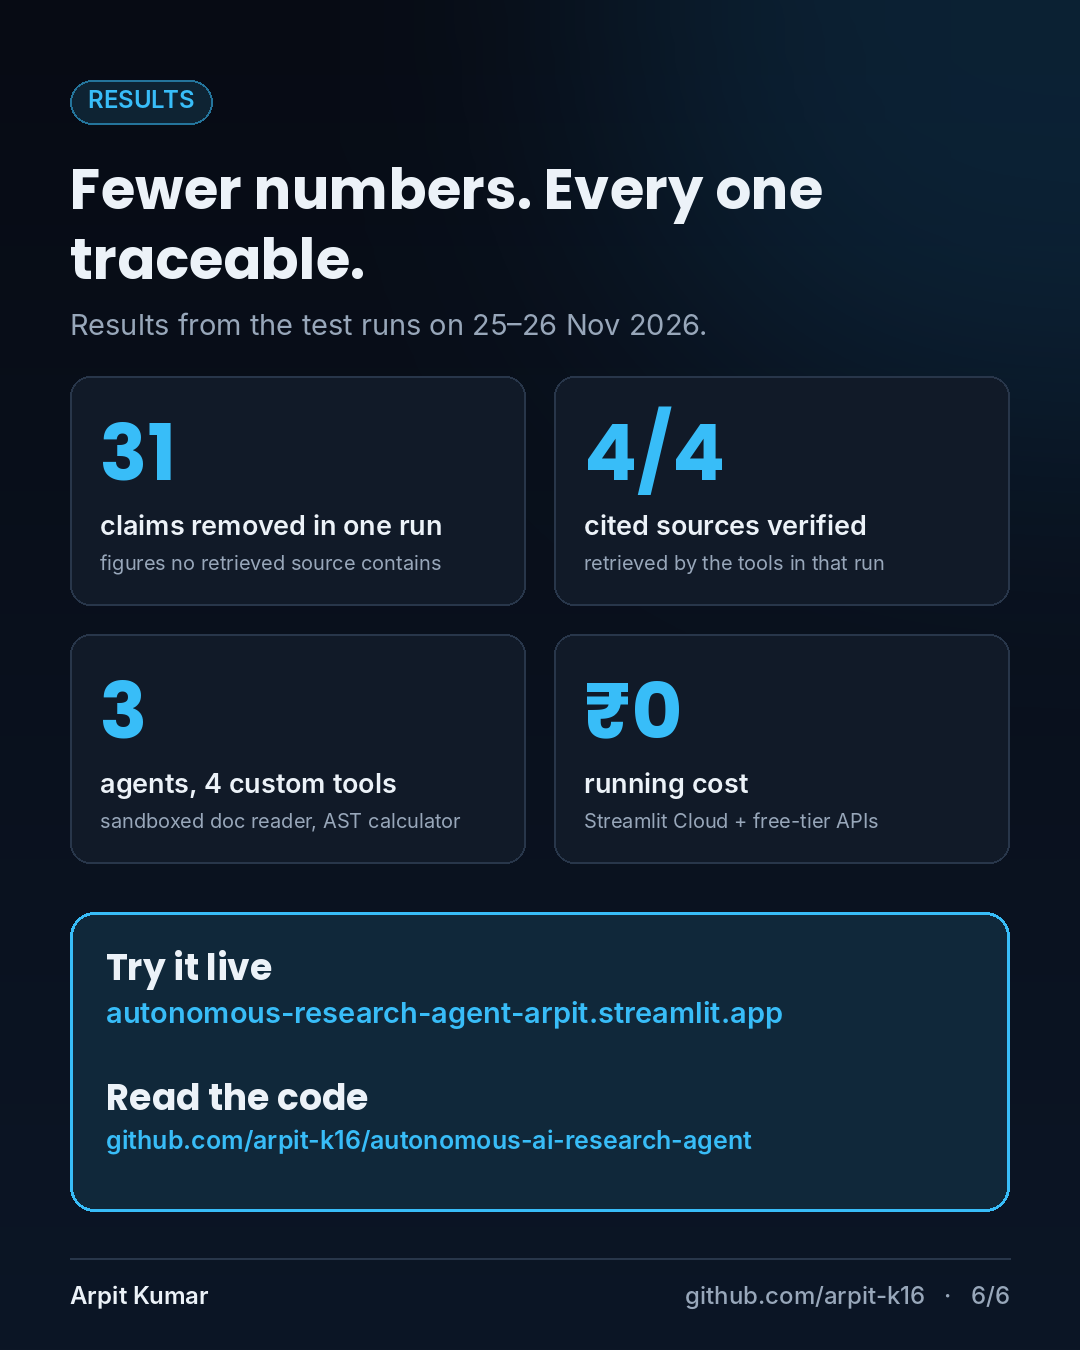 RESULTS
Fewer numbers. Every one
traceable.
Results from the test runs on 25–26 Nov 2026.
31
claims removed in one run
figures no retrieved source contains
4/4
cited sources verified
retrieved by the tools in that run
3
agents, 4 custom tools
sandboxed doc reader, AST calculator
₹0
running cost
Streamlit Cloud + free-tier APIs
Try it live
autonomous-research-agent-arpit.streamlit.app
Read the code
github.com/arpit-k16/autonomous-ai-research-agent
Arpit Kumar
github.com/arpit-k16 · 6/6